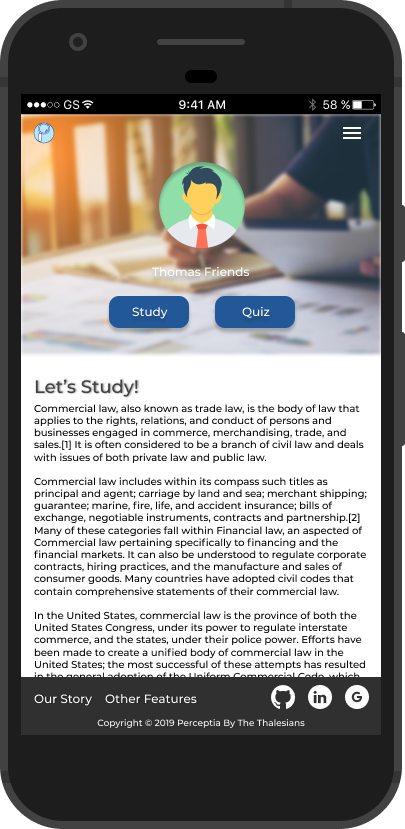 GS 9:41 AM 58 %
Thomas Friends
Study Quiz
Let's Study!
Commercial law, also known as trade law, is the body of law that
applies to the rights, relations, and conduct of persons and
businesses engaged in commerce, merchandising, trade, and
sales.[1] It is often considered to be a branch of civil law and deals
with issues of both private law and public law.
Commercial law includes within its compass such titles as
principal and agent; carriage by land and sea; merchant shipping;
guarantee; marine, fire, life, and accident insurance; bills of
exchange, negotiable instruments, contracts and partnership.[2]
Many of these categories fall within Financial law, an aspected of
Commercial law pertaining specifically to financing and the
financial markets. It can also be understood to regulate corporate
contracts, hiring practices, and the manufacture and sales of
consumer goods. Many countries have adopted civil codes that
contain comprehensive statements of their commercial law.
In the United States, commercial law is the province of both the
United States Congress, under its power to regulate interstate
commerce, and the states, under their police power. Efforts have
been made to create a unified body of commercial law in the
United States; the most successful of these attempts has resulted
in the general adoption of the Uniform Commercial Code, which
Our Story Other Features in G
Copyright © 2019 Perceptia By The Thalesians